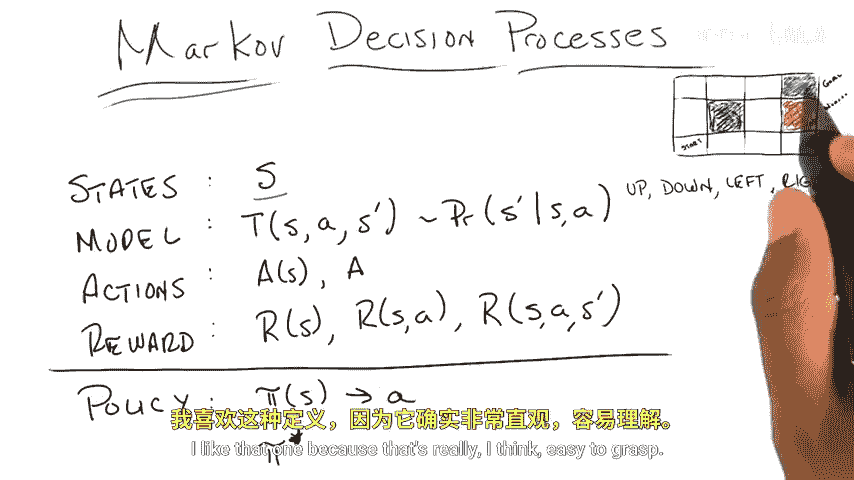 Markov Decision Processes
GOAL
START
UP, DOWN, LEFT,
STATES : S
MODEL : T(s, a, s') ~ Pr(s' | s, a)
ACTIONS : A(s), A
REWARD : R(s), R(s,a), R(s,a,s')
POLICY : π(s) → a
π*
我喜欢这种定义，因为它确实非常直观，容易理解。
I like that one because that's really, I think, easy to grasp.